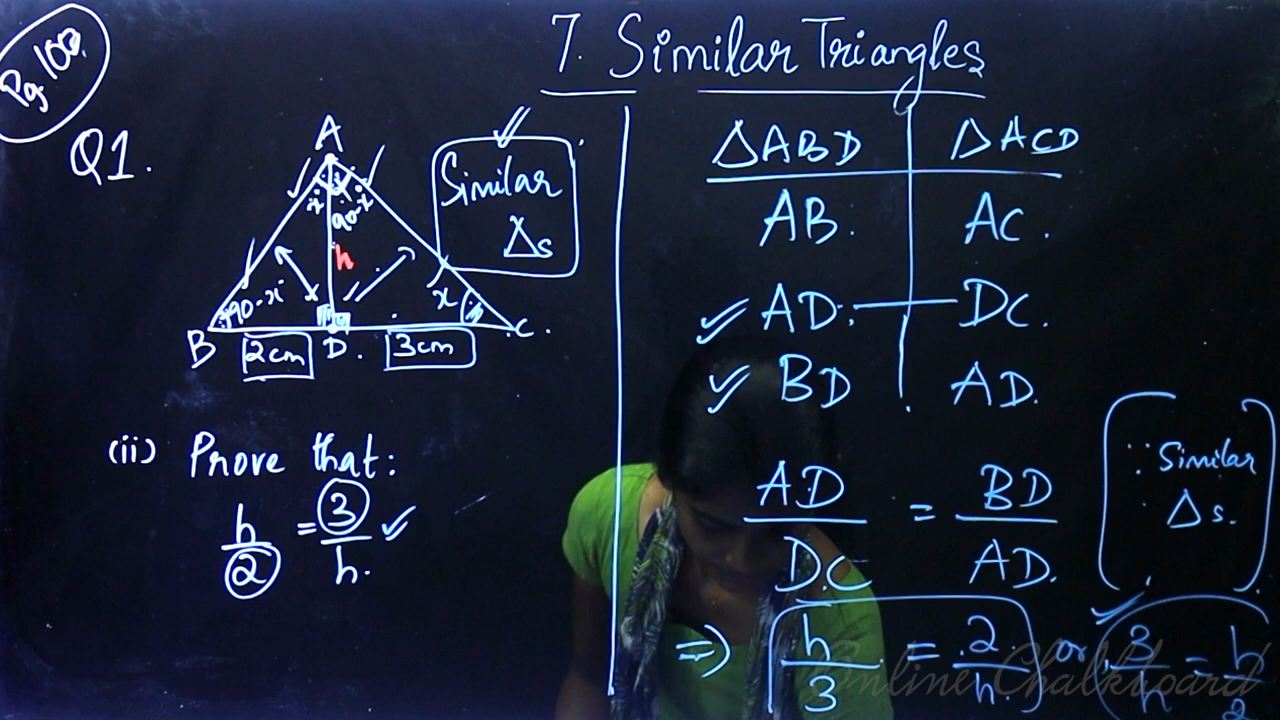 Pg 100.
7. Similar Triangles
Q1.
A
Similar
Δs
x
90-x
h
90-x
x
B 2cm D. 3cm C.
(ii) Prove that:
h/2 = 3/h.
ΔABD ΔACD
AB. AC.
AD. DC.
BD AD.
AD/DC = BD/AD.
∵ Similar
Δs.
⇒ h/3 = 2/h. or, 3/h = h/2
Online Chalkboard